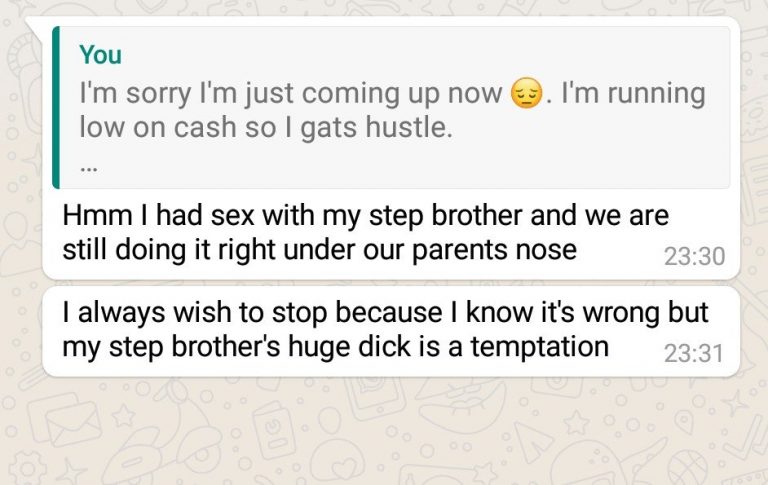 You
I'm sorry I'm just coming up now 😔. I'm running
low on cash so I gats hustle.
...
Hmm I had sex with my step brother and we are
still doing it right under our parents nose
23:30
I always wish to stop because I know it's wrong but
my step brother's huge dick is a temptation
23:31